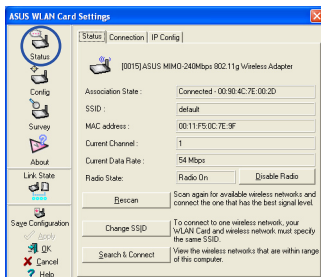 ASUS WLAN Card Settings
Status
Config
Survey
About
Link State
Save Configuration
Apply
OK
Cancel
Help
Status Connection IP Config
[0015] ASUS MIMO-240Mbps 802.11g Wireless Adapter
Association State : Connected - 00:90:4C:7E:00:2D
SSID : default
MAC address : 00:11:F5:0C:7E:9F
Current Channel : 1
Current Data Rate : 54 Mbps
Radio State: Radio On Disable Radio
Rescan
Scan again for available wireless networks and
connect the one that has the best signal level.
Change SSID
To connect to one wireless network, your
WLAN Card and Wireless network must specify
the same SSID.
Search & Connect
View the wireless networks that are within range
of this computer.